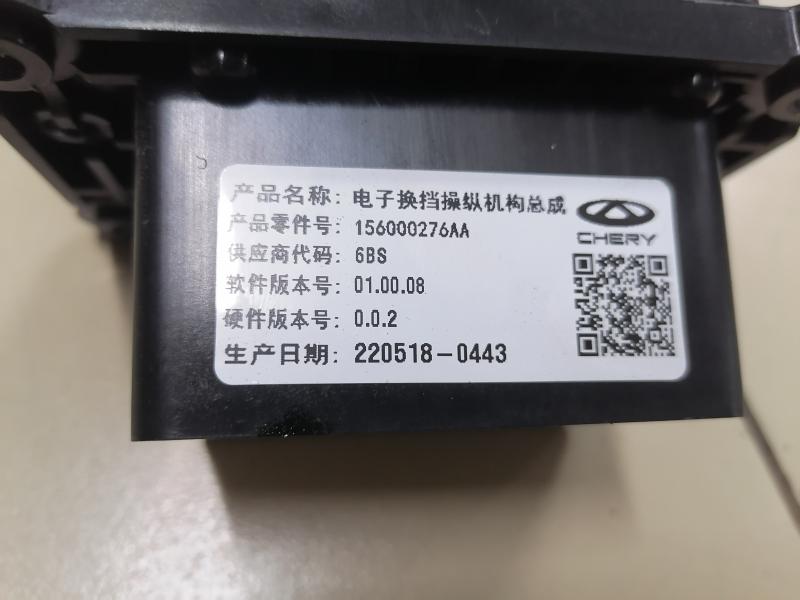 产品名称: 电子换挡操纵机构总成
产品零件号: 156000276AA
供应商代码: 6BS
软件版本号: 01.00.08
硬件版本号: 0.0.2
生产日期: 220518-0443
CHERY